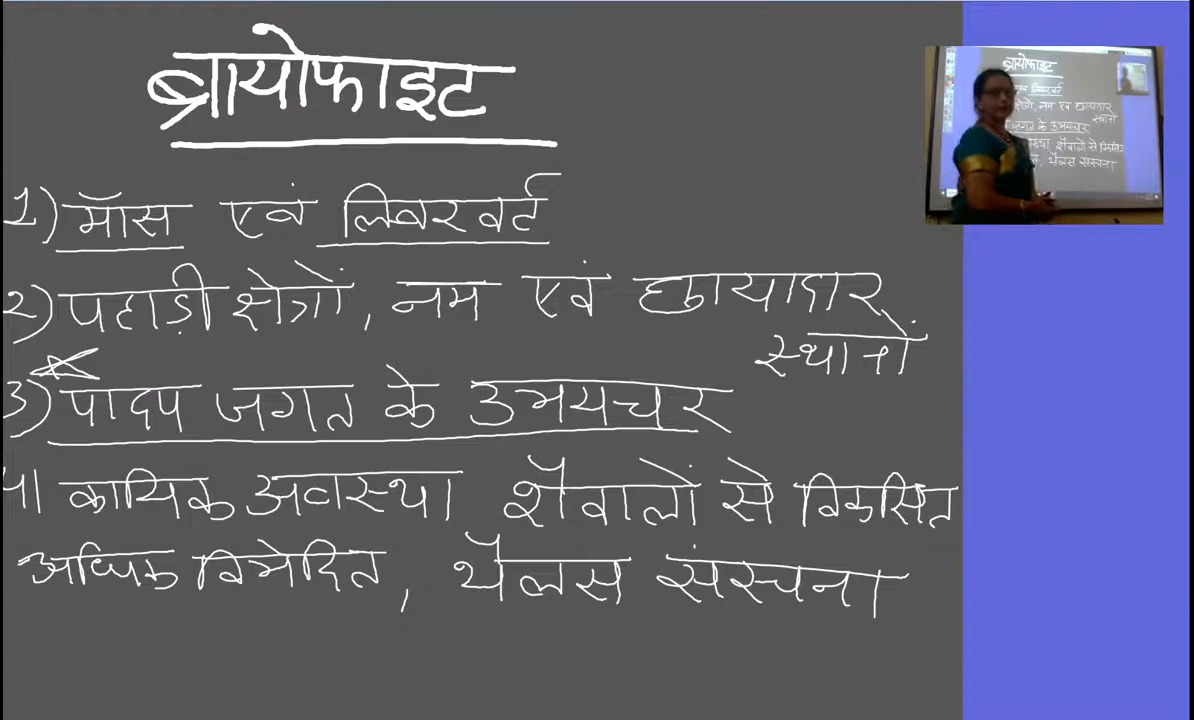 ब्रायोफाइट
1) मॉस एवं लिवरवर्ट
2) पहाड़ी क्षेत्रों, नम एवं छायादार
स्थानों
3) पादप जगत के उभयचर
4) कायिक अवस्था शैवालों से विकसित
अधिक विभेदित, थैलस संरचना